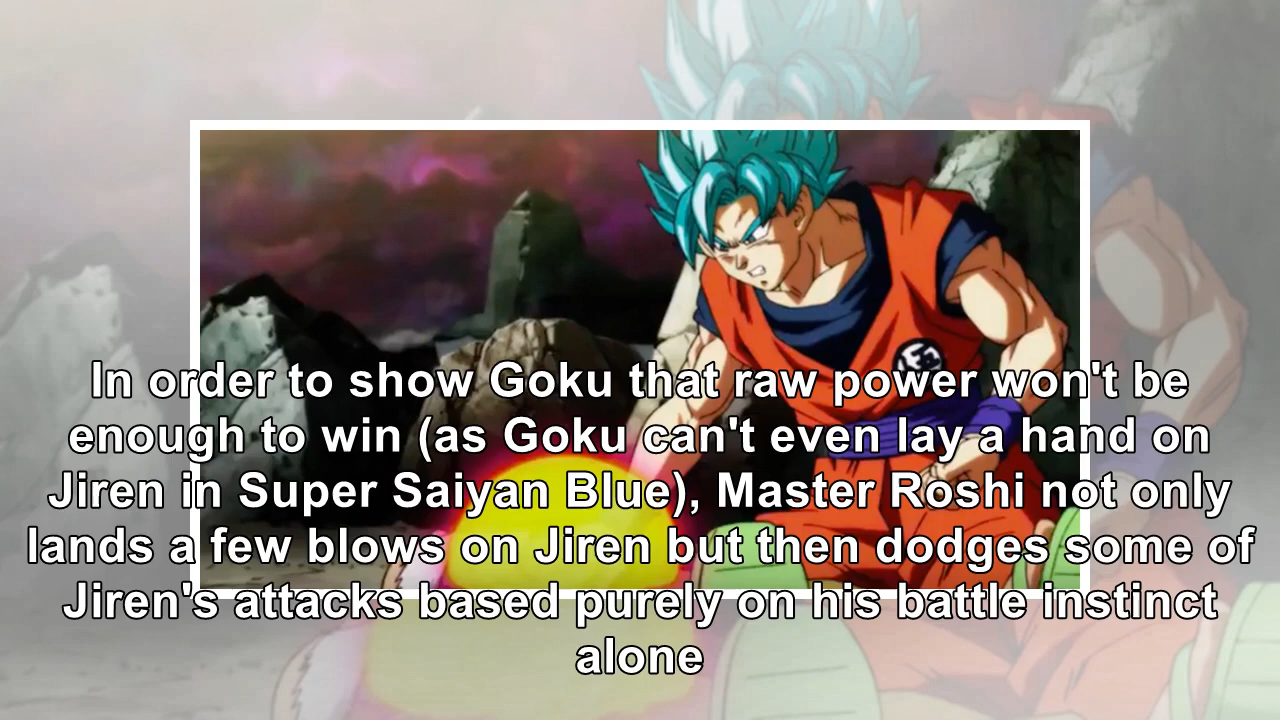 In order to show Goku that raw power won't be
enough to win (as Goku can't even lay a hand on
Jiren in Super Saiyan Blue), Master Roshi not only
lands a few blows on Jiren but then dodges some of
Jiren's attacks based purely on his battle instinct
alone